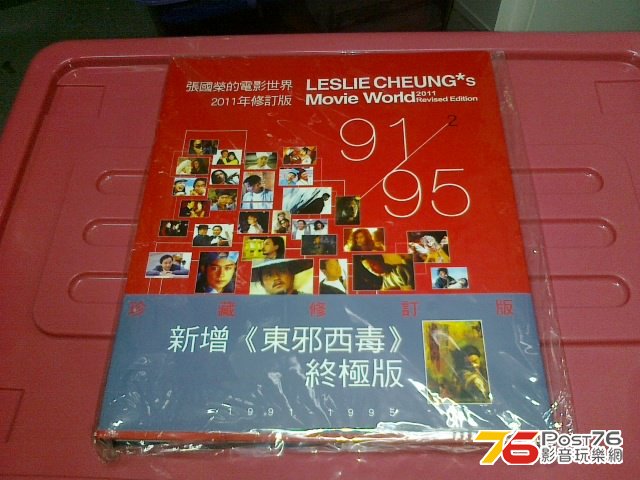 張國榮的電影世界
2011年修訂版
LESLIE CHEUNG*s
Movie World 2011 Revised Edition
91/95 2
珍藏修訂版
新增《東邪西毒》
終極版
1991 1995
76 Post76
影音玩樂網